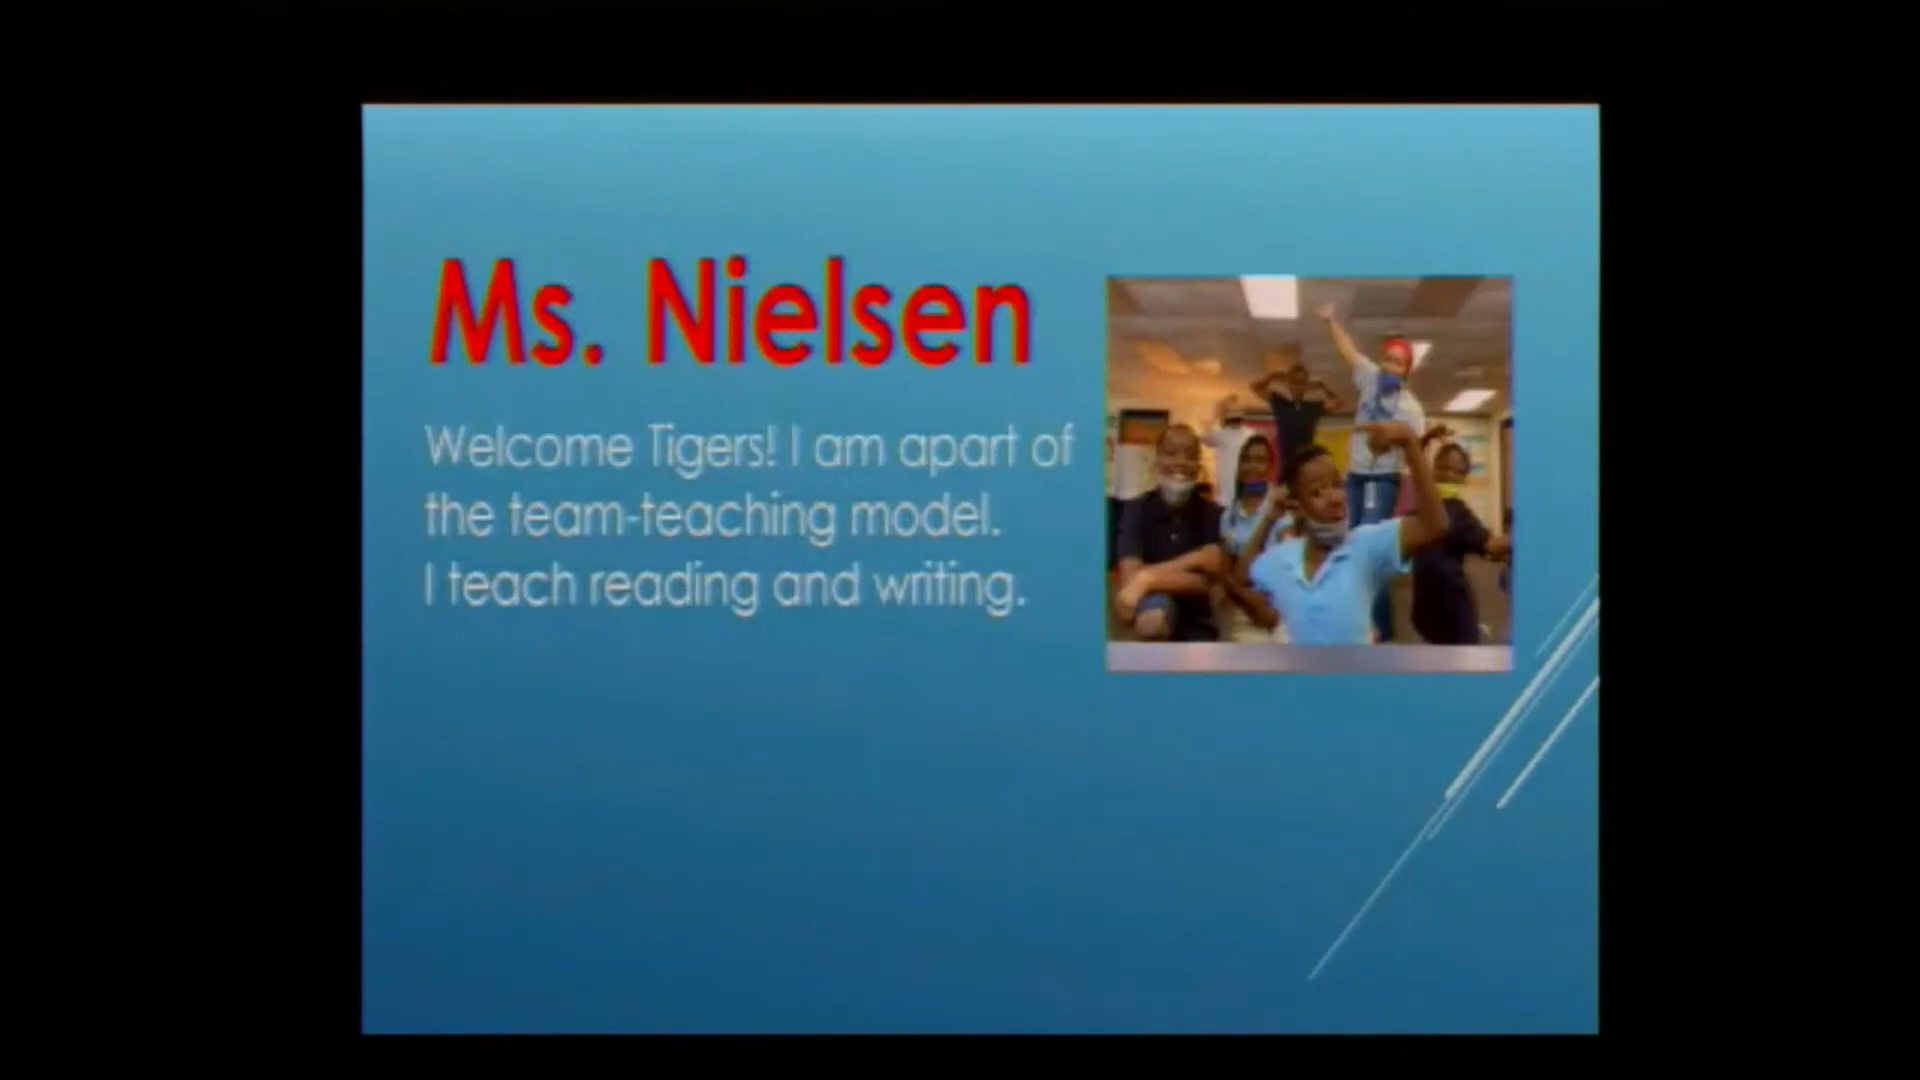 Ms. Nielsen
Welcome Tigers! I am apart of
the team-teaching model.
I teach reading and writing.